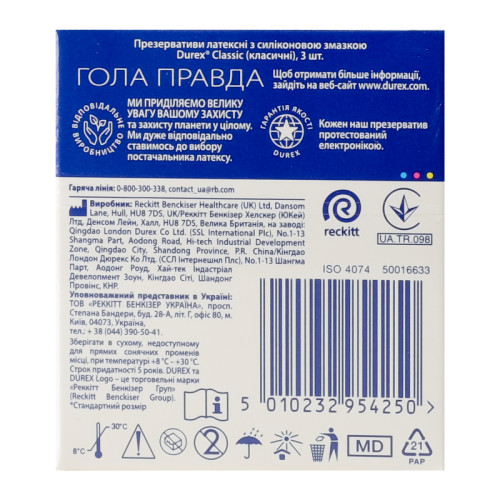 Презервативи латексні з силіконовою змазкою
Durex® Classic (класичні), 3 шт.
ГОЛА ПРАВДА
Щоб отримати більше інформації,
зайдіть на веб-сайт www.durex.com.
ВІДПОВІДАЛЬНЕ
ВИРОБНИЦТВО
МИ ПРИДІЛЯЄМО ВЕЛИКУ
УВАГУ ВАШОМУ ЗАХИСТУ
та захисту планети у цілому.
Ми дуже відповідально
ставимось до вибору
постачальника латексу.
ГАРАНТІЯ ЯКОСТІ
DUREX
Кожен наш презерватив
протестований
електронікою.
Гаряча лінія: 0-800-300-338, contact_ua@rb.com
Виробник: Reckitt Benckiser Healthcare (UK) Ltd, Dansom
Lane, Hull, HU8 7DS, UK/Реккітт Бенкізер Хелскер (ЮКей)
Лтд, Денсом Лейн, Халл, HU8 7DS, Велика Британія, на заводі:
Qingdao London Durex Co Ltd. (SSL International Plc), No.1-13
Shangma Part, Aodong Road, Hi-tech Industrial Development
Zone, Qingdao City, Shandong Province, P.R. China/Кінгдао
Лондон Дюрекс Ко Лтд. (ССЛ Інтернешнл Плс), No.1-13 Шангма
Парт, Аодонг Роуд, Хай-тек Індастріал
Девелопмент Зоун, Кінгдао Сіті, Шандонг
Провінс, КНР.
Уповноважений представник в Україні:
ТОВ «РЕККІТТ БЕНКІЗЕР УКРАЇНА», просп.
Степана Бандери, буд. 28-А, літ. Г, офіс 80, м.
Київ, 04073, Україна,
тел.: + 38 (044) 390-50-41.
Зберігати в сухому, недоступному
для прямих сонячних променів
місці, при температурі +8°C - +30°C.
Строк придатності 5 років. DUREX та
DUREX Logo – це торговельні марки
«Реккітт Бенкізер Груп»
(Reckitt Benckiser Group).
*Стандартний розмір
reckitt
UA.TR.098
ISO 4074
50016633
5 010232 954250 >
30°C
8°C
2
MD
21
PAP